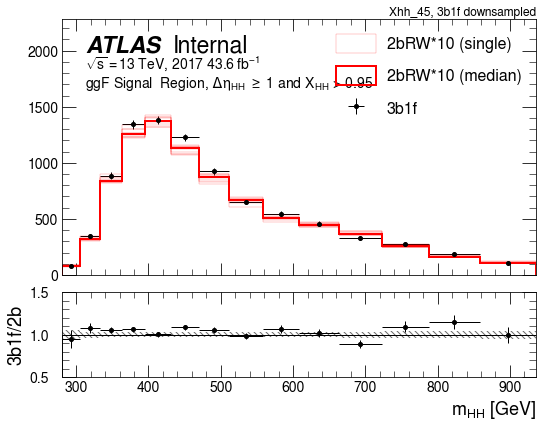 Xhh_45, 3b1f downsampled
ATLAS Internal
√s = 13 TeV, 2017 43.6 fb⁻¹
ggF Signal Region, Δη_HH ≥ 1 and X_HH > 0.95
2bRW*10 (single)
2bRW*10 (median)
3b1f
2000
1500
1000
500
0
3b1f/2b
1.5
1.0
0.5
300 400 500 600 700 800 900
m_HH [GeV]